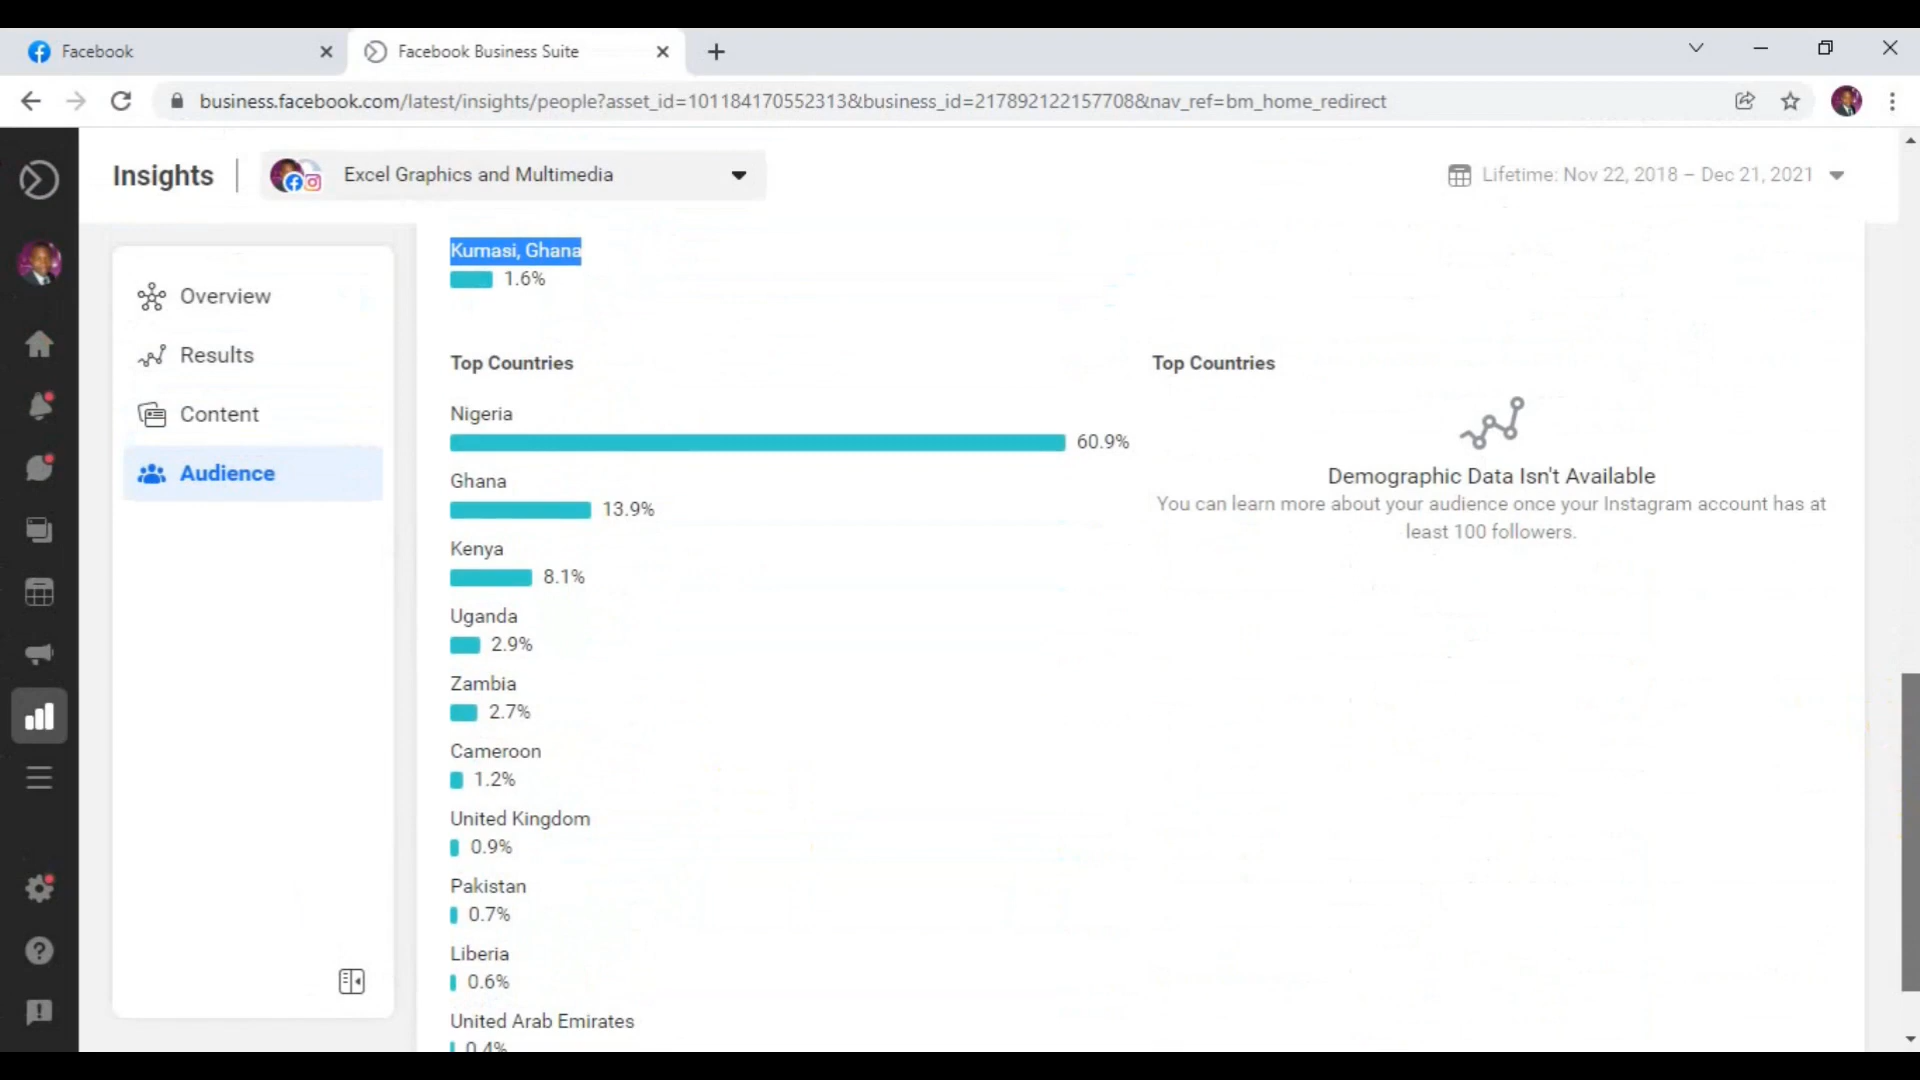 Facebook
Facebook Business Suite
business.facebook.com/latest/insights/people?asset_id=101184170552313&business_id=217892122157708&nav_ref=bm_home_redirect
Insights
Excel Graphics and Multimedia
Lifetime: Nov 22, 2018 – Dec 21, 2021
Overview
Results
Content
Audience
Kumasi, Ghana
1.6%
Top Countries
Nigeria
60.9%
Ghana
13.9%
Kenya
8.1%
Uganda
2.9%
Zambia
2.7%
Cameroon
1.2%
United Kingdom
0.9%
Pakistan
0.7%
Liberia
0.6%
United Arab Emirates
0.4%
Top Countries
Demographic Data Isn't Available
You can learn more about your audience once your Instagram account has at
least 100 followers.